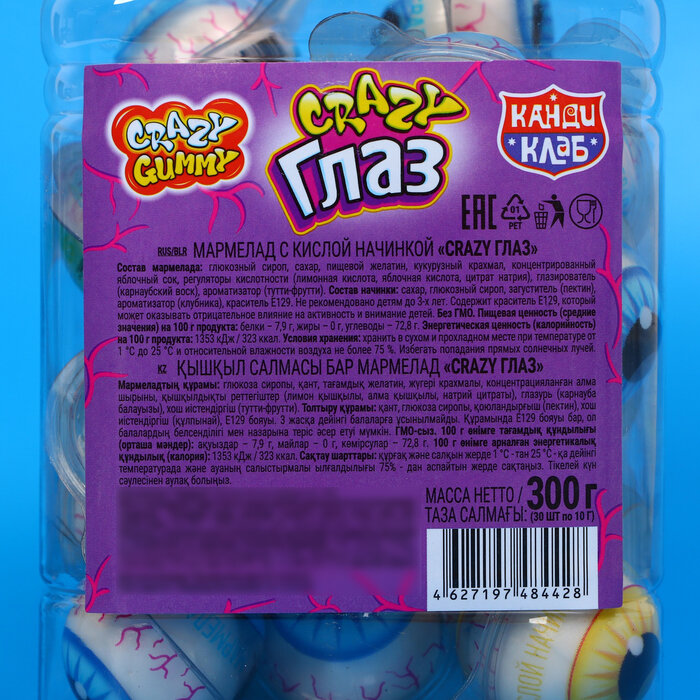 CRAZY
GUMMY
CRAZY
Глаз
КАНДИ
КЛАБ
EAC
01
PET
RUS/BLR МАРМЕЛАД С КИСЛОЙ НАЧИНКОЙ «CRAZY ГЛАЗ»
Состав мармелада: глюкозный сироп, сахар, пищевой желатин, кукурузный крахмал, концентрированный
яблочный сок, регуляторы кислотности (лимонная кислота, яблочная кислота, цитрат натрия), глазирователь
(карнаубский воск), ароматизатор (тутти-фрутти). Состав начинки: сахар, глюкозный сироп, загуститель (пектин),
ароматизатор (клубника), краситель Е129. Не рекомендовано детям до 3-х лет. Содержит краситель Е129, который
может оказывать отрицательное влияние на активность и внимание детей. Без ГМО. Пищевая ценность (средние
значения) на 100 г продукта: белки – 7,9 г, жиры – 0 г, углеводы – 72,8 г. Энергетическая ценность (калорийность)
на 100 г продукта: 1353 кДж / 323 ккал. Условия хранения: хранить в сухом и прохладном месте при температуре от
1 °С до 25 °С и относительной влажности воздуха не более 75 %. Избегать попадания прямых солнечных лучей.
KZ ҚЫШҚЫЛ САЛМАСЫ БАР МАРМЕЛАД «CRAZY ГЛАЗ»
Мармеладтың құрамы: глюкоза сиропы, қант, тағамдық желатин, жүгері крахмалы, концентрацияланған алма
шырыны, қышқылдықты реттегіштер (лимон қышқылы, алма қышқылы, натрий цитраты), глазурь (карнауба
балауызы), хош иістендіргіш (тутти-фрутти). Толтыру құрамы: қант, глюкоза сиропы, қоюландырғыш (пектин), хош
иістендіргіш (құлпынай), Е129 бояуы. 3 жасқа дейінгі балаларға ұсынылмайды. Құрамында Е129 бояуы бар, ол
балалардың белсенділігі мен назарына теріс әсер етуі мүмкін. ГМО-сыз. 100 г өнімге тағамдық құндылығы
(орташа мәндер): ақуыздар – 7,9 г, майлар – 0 г, көмірсулар – 72,8 г. 100 г өнімге арналған энергетикалық
құндылық (калория): 1353 кДж / 323 ккал. Сақтау шарттары: құрғақ және салқын жерде 1 °С - тан 25 °С - қа дейінгі
температурада және ауаның салыстырмалы ылғалдылығы 75% - дан аспайтын жерде сақтаңыз. Тікелей күн
сәулесінен аулақ болыңыз.
МАССА НЕТТО / 300 г
ТАЗА САЛМАҒЫ: (30 ШТ по 10 Г)
4 627197 484428